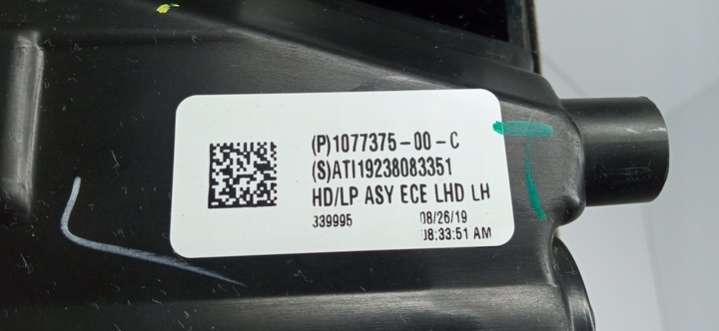 (P)1077375-00-C
(S)ATI19238083351
HD/LP ASY ECE LHD LH
339995 08/26/19
08:33:51 AM